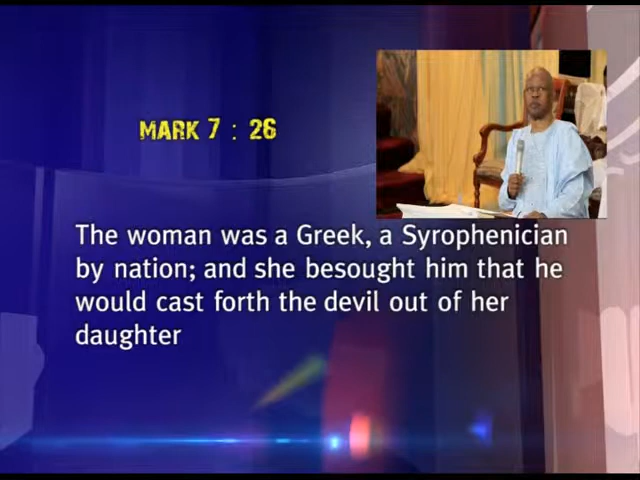 MARK 7 : 26
The woman was a Greek, a Syrophenician
by nation; and she besought him that he
would cast forth the devil out of her
daughter